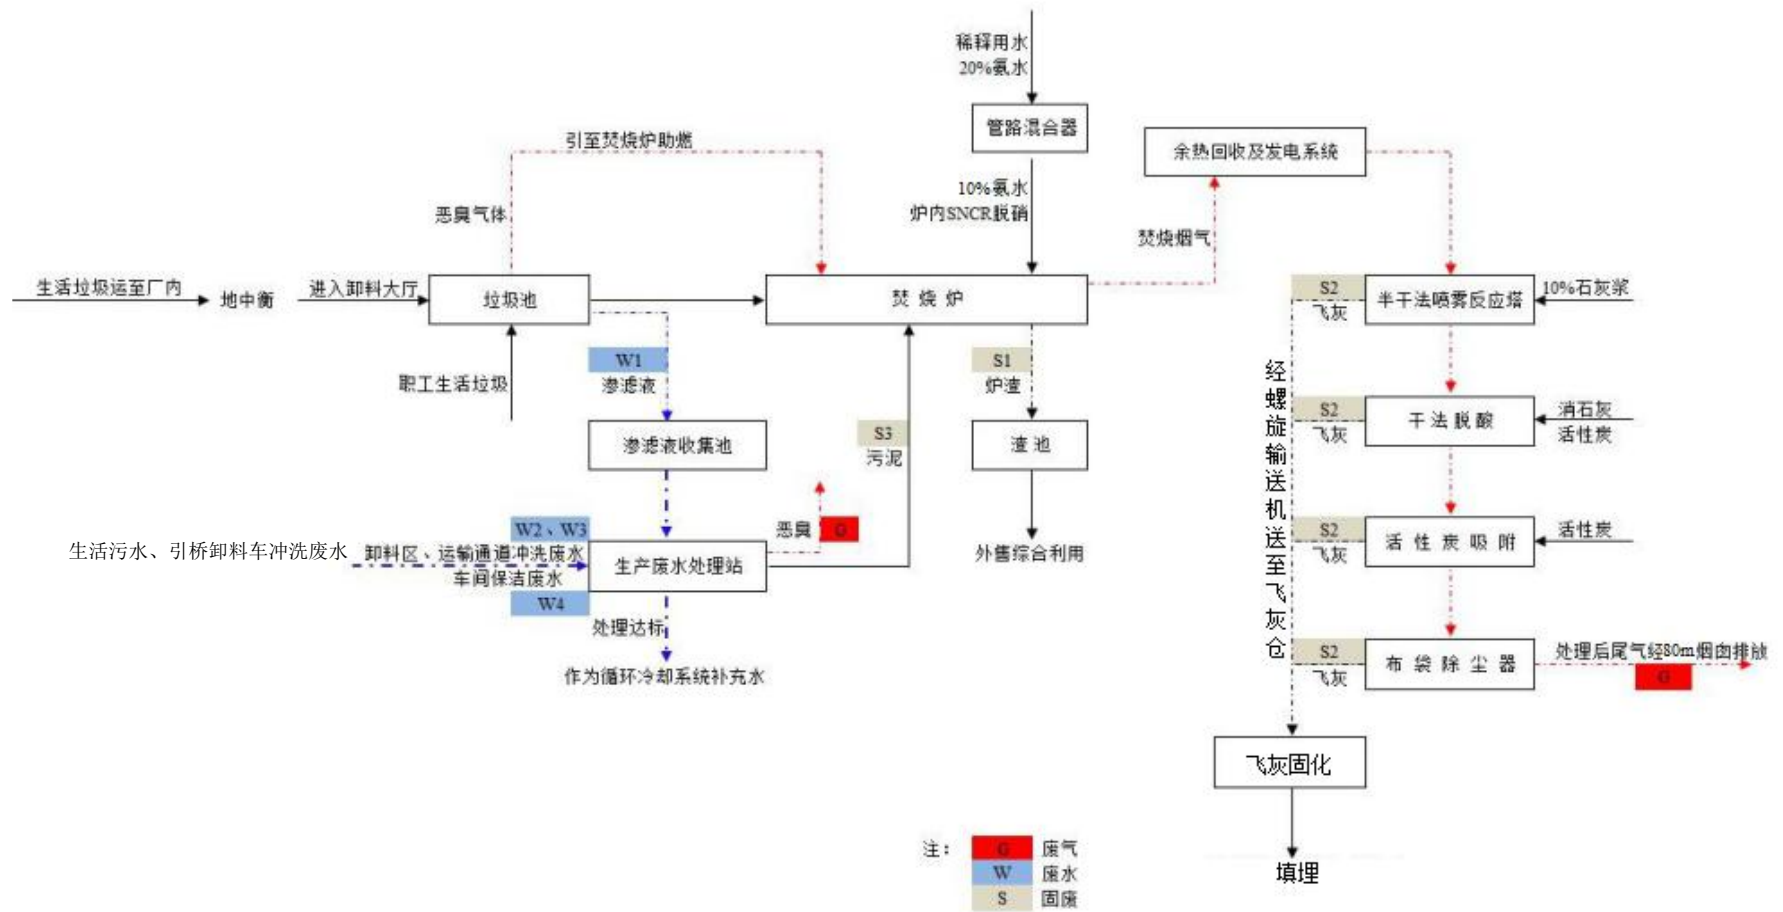 稀释用水
20%氨水
管路混合器
引至焚烧炉助燃
余热回收及发电系统
10%氨水
炉内SNCR脱硝
恶臭气体
焚烧烟气
生活垃圾运至厂内
地中衡
进入卸料大厅
垃圾池
焚 烧 炉
S2
飞灰
半干法喷雾反应塔
10%石灰浆
W1
渗滤液
S1
炉渣
职工生活垃圾
经螺旋输送机送至飞灰仓
S2
飞灰
干 法 脱 酸
消石灰
活性炭
渗滤液收集池
S3
污泥
渣 池
W2、W3
生活污水、引桥卸料车冲洗废水
卸料区、运输通道冲洗废水
车间保洁废水
W4
生产废水处理站
恶臭
G
外售综合利用
S2
飞灰
活 性 炭 吸 附
活性炭
处理达标
作为循环冷却系统补充水
S2
飞灰
布 袋 除 尘 器
处理后尾气经80m烟囱排放
G
飞灰固化
填埋
注：
G 废气
W 废水
S 固废